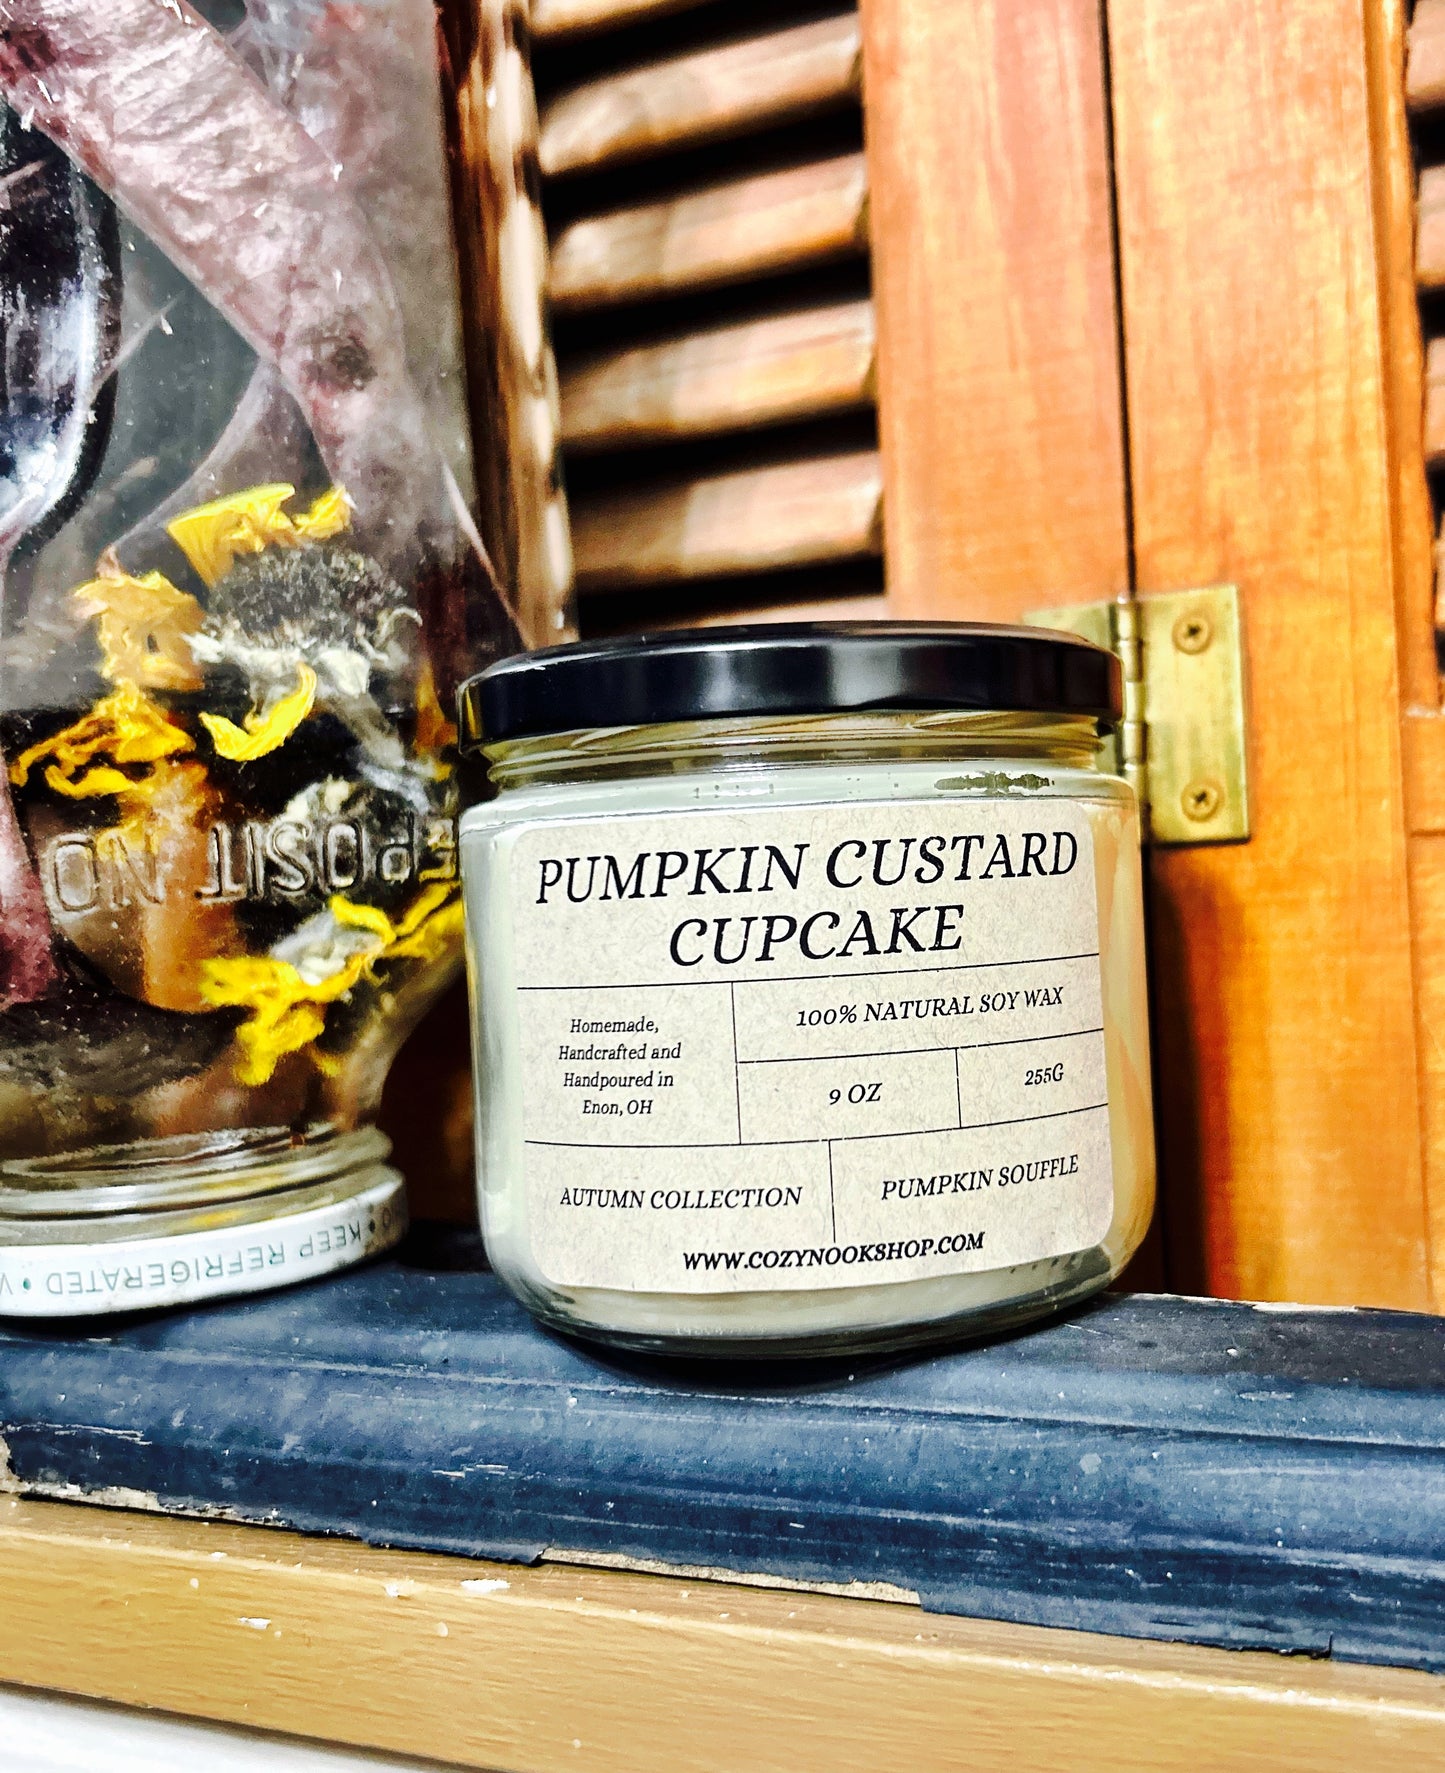 PUMPKIN CUSTARD
CUPCAKE
Homemade,
Handcrafted and
Handpoured in
Enon, OH
100% NATURAL SOY WAX
9 OZ
255G
AUTUMN COLLECTION
PUMPKIN SOUFFLE
WWW.COZYNOOKSHOP.COM
NO
KEEP REFRIGERATED •